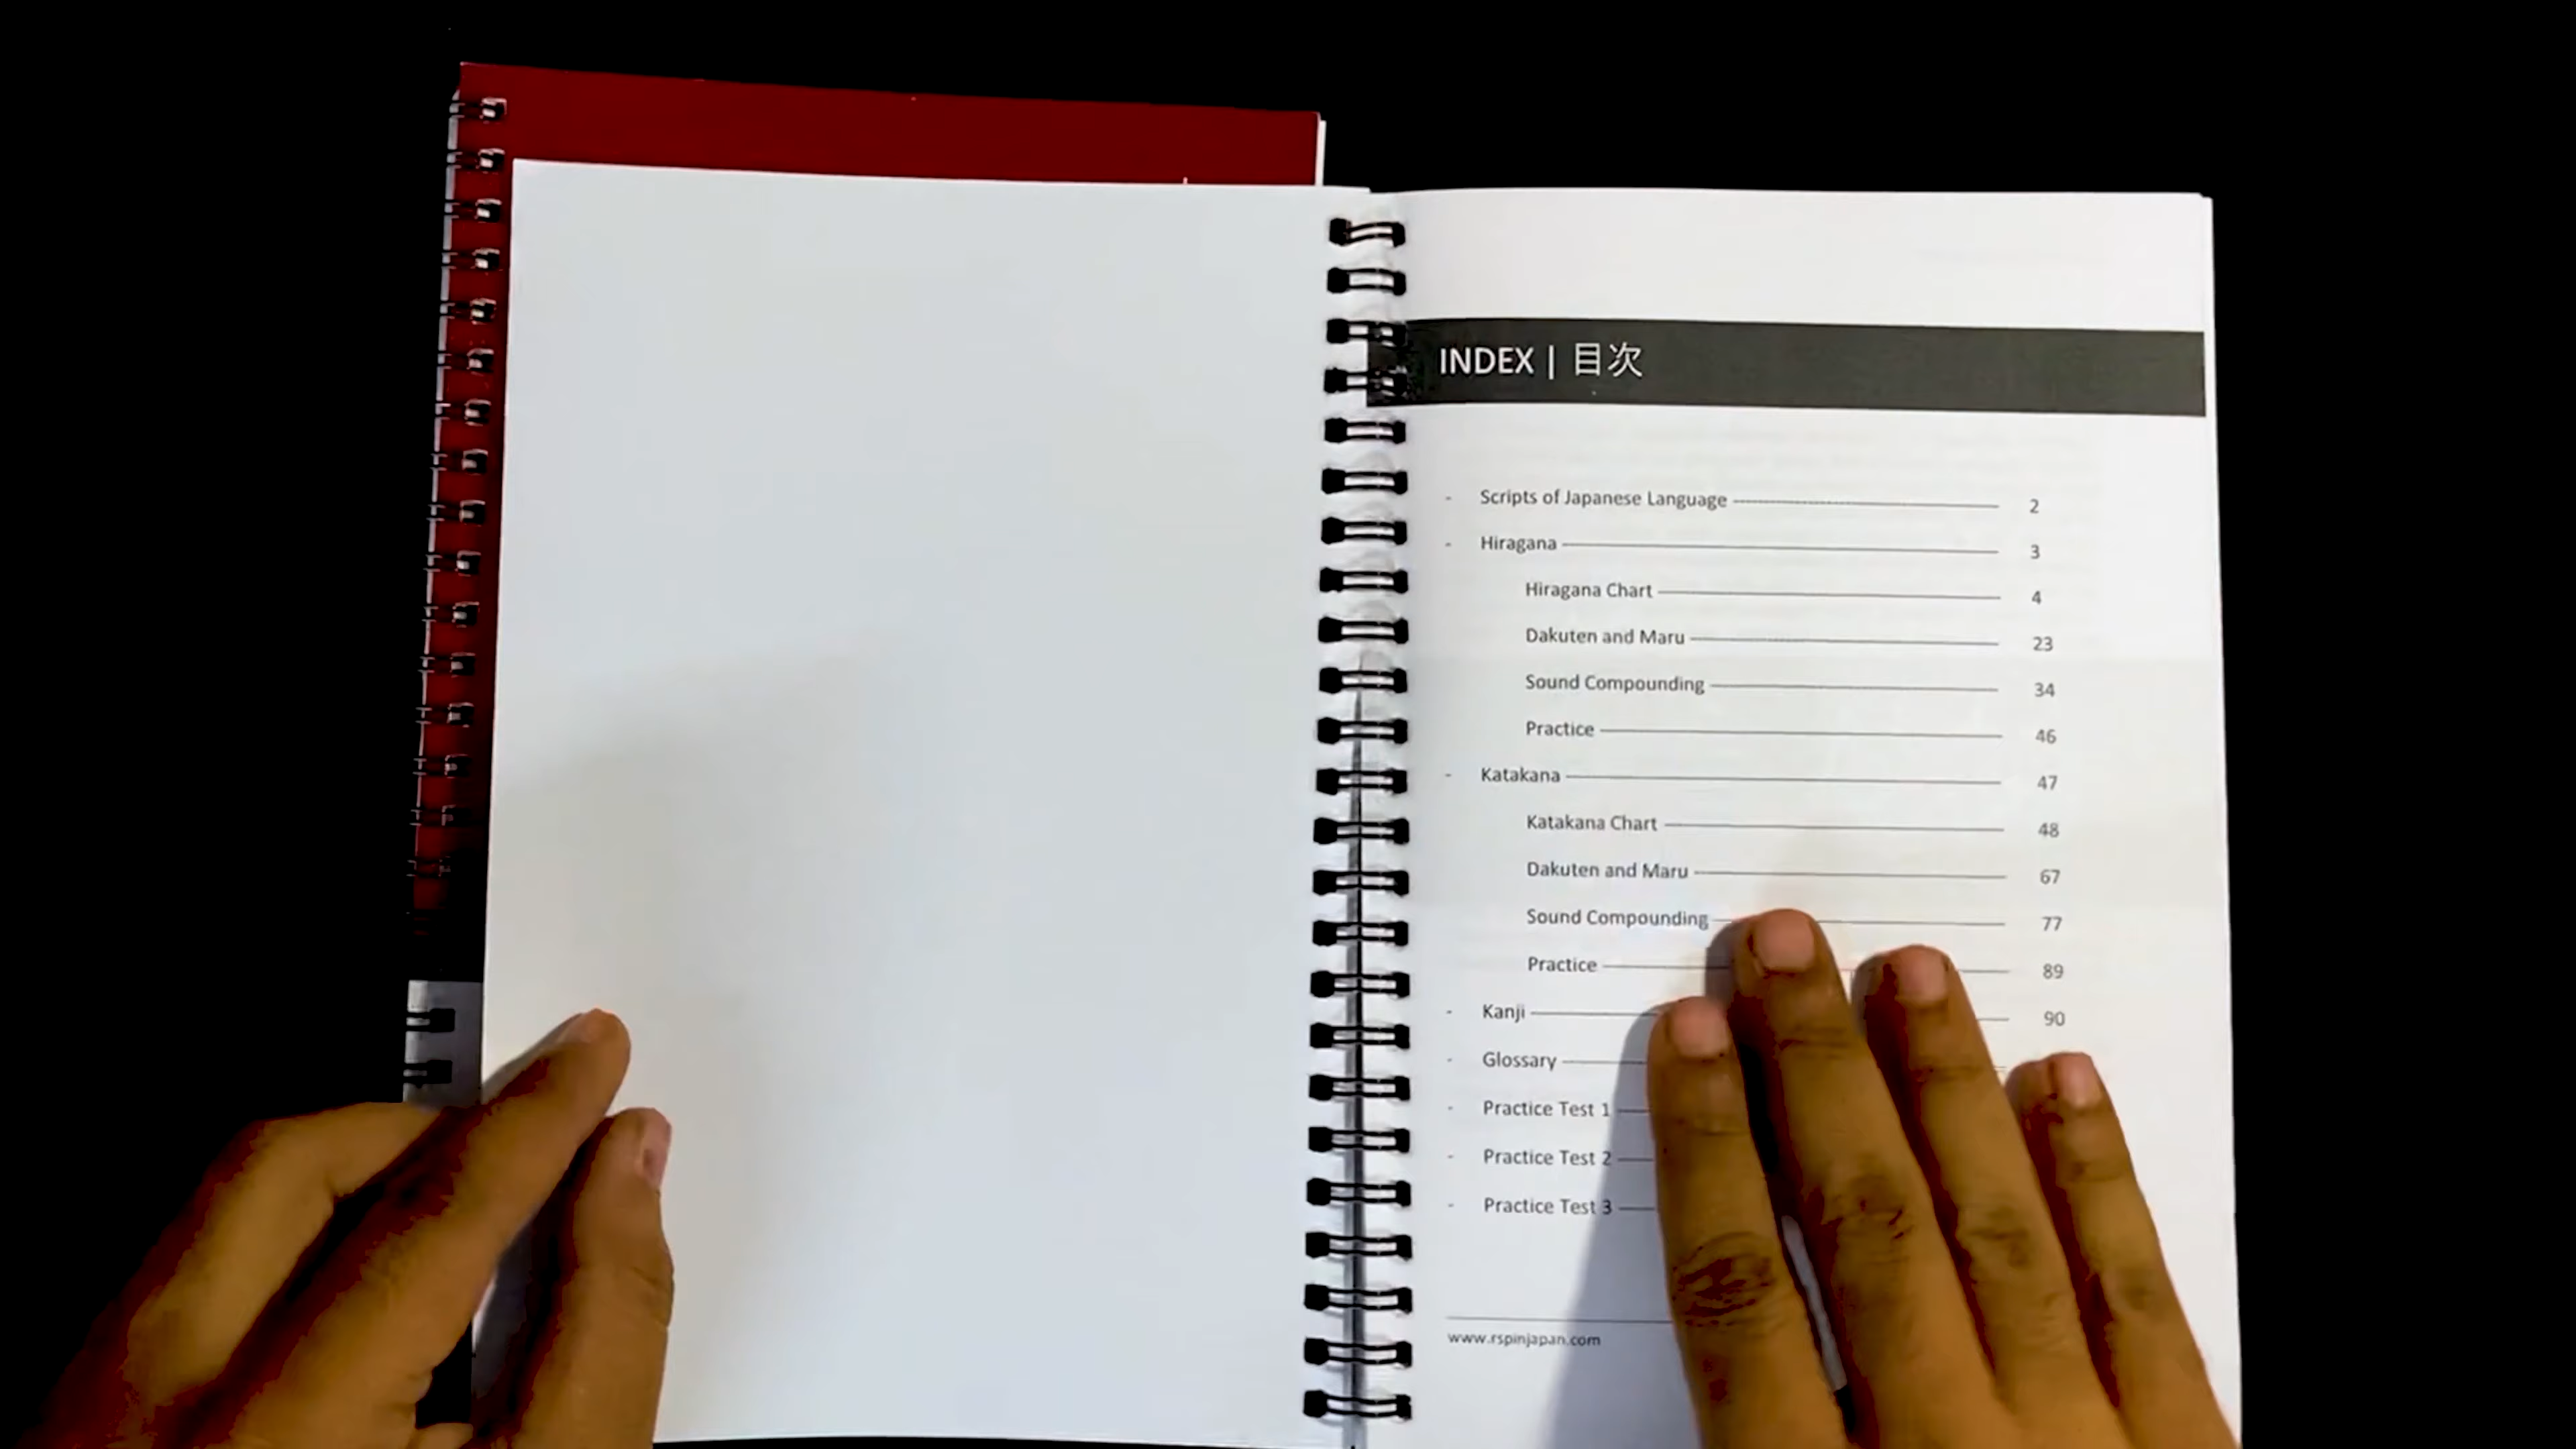 INDEX | 目次
- Scripts of Japanese Language 2
- Hiragana 3
Hiragana Chart 4
Dakuten and Maru 23
Sound Compounding 34
Practice 46
- Katakana 47
Katakana Chart 48
Dakuten and Maru 67
Sound Compounding 77
Practice 89
- Kanji 90
- Glossary
- Practice Test 1
- Practice Test 2
- Practice Test 3
www.rspinjapan.com